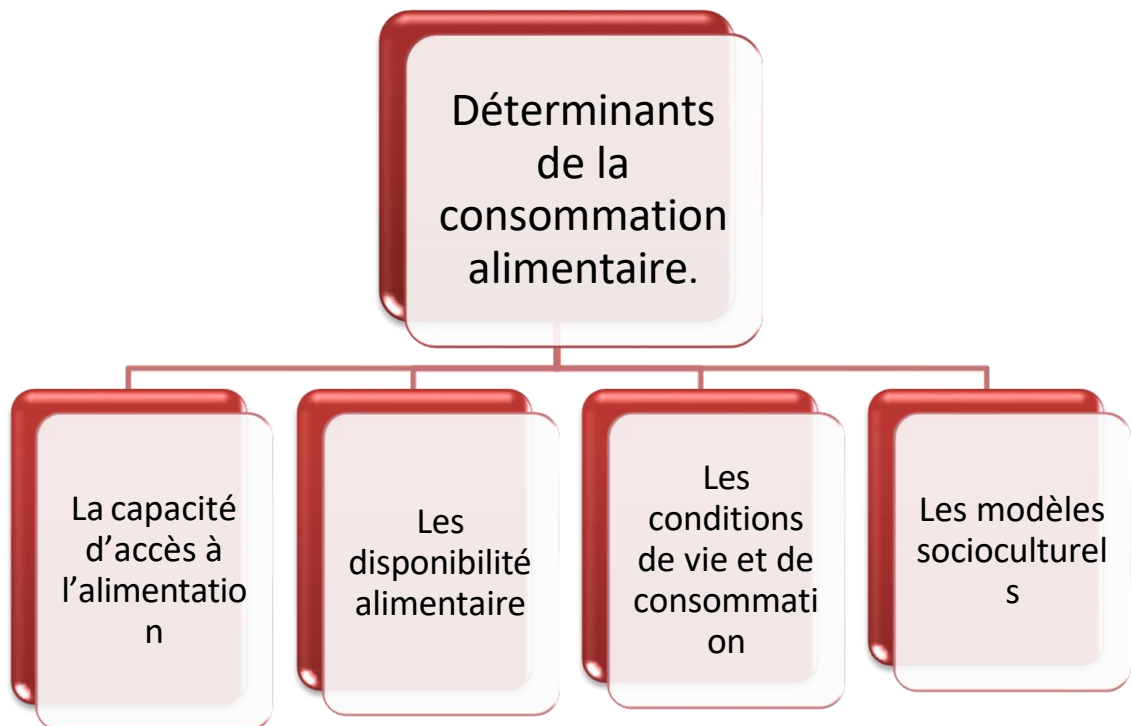 Déterminants
de la
consommation
alimentaire.
La capacité
d’accès à
l’alimentatio
n
Les
disponibilité
alimentaire
Les
conditions
de vie et de
consommati
on
Les modèles
socioculturel
s